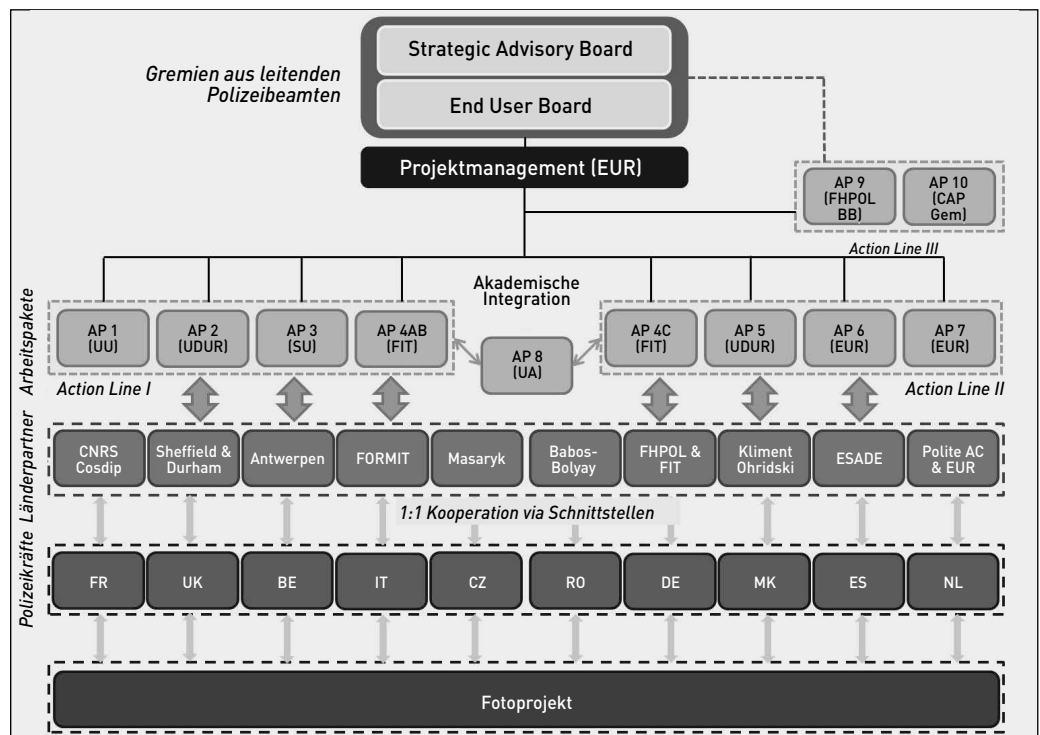 Strategic Advisory Board
Gremien aus leitenden
Polizeibeamten
End User Board
Projektmanagement (EUR)
AP 9
(FHPOL
BB)
AP 10
(CAP
Gem)
Action Line III
Akademische
Integration
Arbeitspakete
AP 1
(UU)
AP 2
(UDUR)
AP 3
(SU)
AP 4AB
(FIT)
AP 8
(UA)
AP 4C
(FIT)
AP 5
(UDUR)
AP 6
(EUR)
AP 7
(EUR)
Action Line I
Action Line II
Länderpartner
CNRS
Cosdip
Sheffield &
Durham
Antwerpen
FORMIT
Masaryk
Babos-
Bolyay
FHPOL &
FIT
Kliment
Ohridski
ESADE
Polite AC
& EUR
1:1 Kooperation via Schnittstellen
Polizeikräfte
FR
UK
BE
IT
CZ
RO
DE
MK
ES
NL
Fotoprojekt